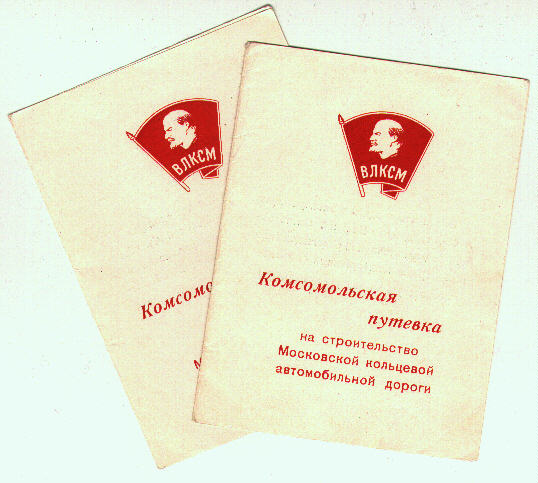 ВЛКСМ
Комсомо
М
ВЛКСМ
Комсомольская
путевка
на строительство
Московской кольцевой
автомобильной дороги